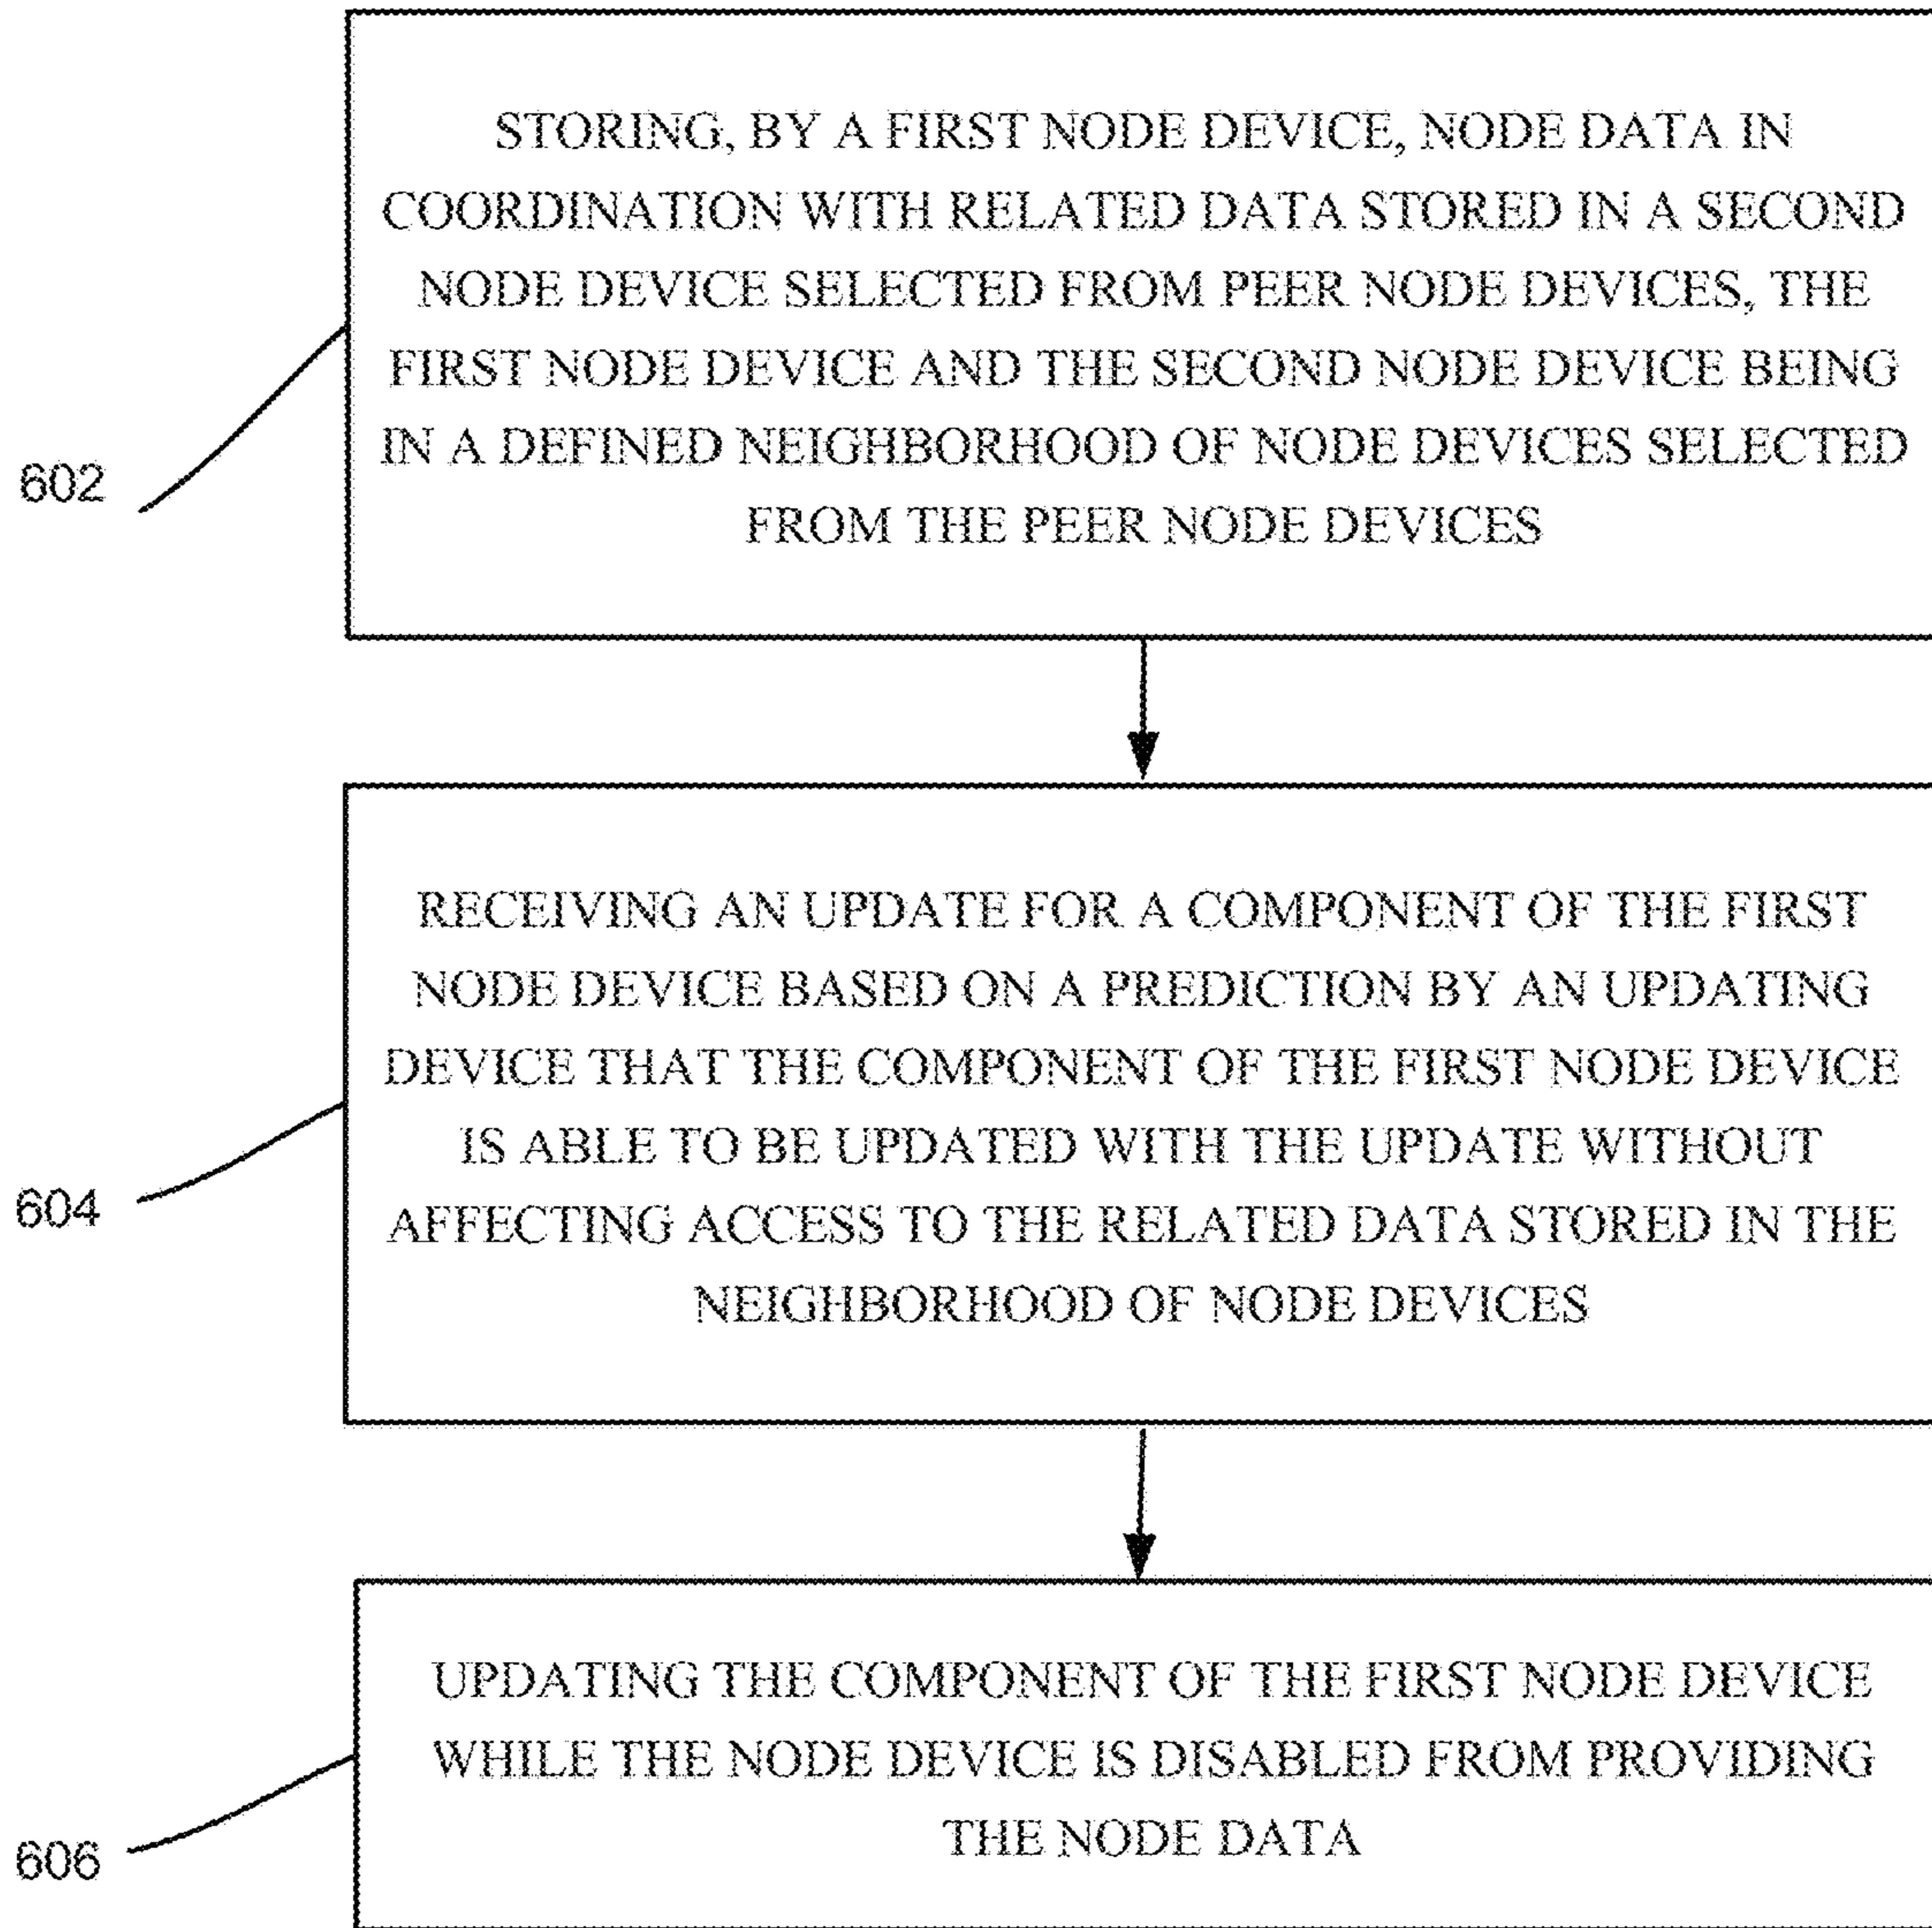 STORING, BY A FIRST NODE DEVICE, NODE DATA IN
COORDINATION WITH RELATED DATA STORED IN A SECOND
NODE DEVICE SELECTED FROM PEER NODE DEVICES, THE
FIRST NODE DEVICE AND THE SECOND NODE DEVICE BEING
IN A DEFINED NEIGHBORHOOD OF NODE DEVICES SELECTED
FROM THE PEER NODE DEVICES
602
RECEIVING AN UPDATE FOR A COMPONENT OF THE FIRST
NODE DEVICE BASED ON A PREDICTION BY AN UPDATING
DEVICE THAT THE COMPONENT OF THE FIRST NODE DEVICE
IS ABLE TO BE UPDATED WITH THE UPDATE WITHOUT
AFFECTING ACCESS TO THE RELATED DATA STORED IN THE
NEIGHBORHOOD OF NODE DEVICES
604
UPDATING THE COMPONENT OF THE FIRST NODE DEVICE
WHILE THE NODE DEVICE IS DISABLED FROM PROVIDING
THE NODE DATA
606